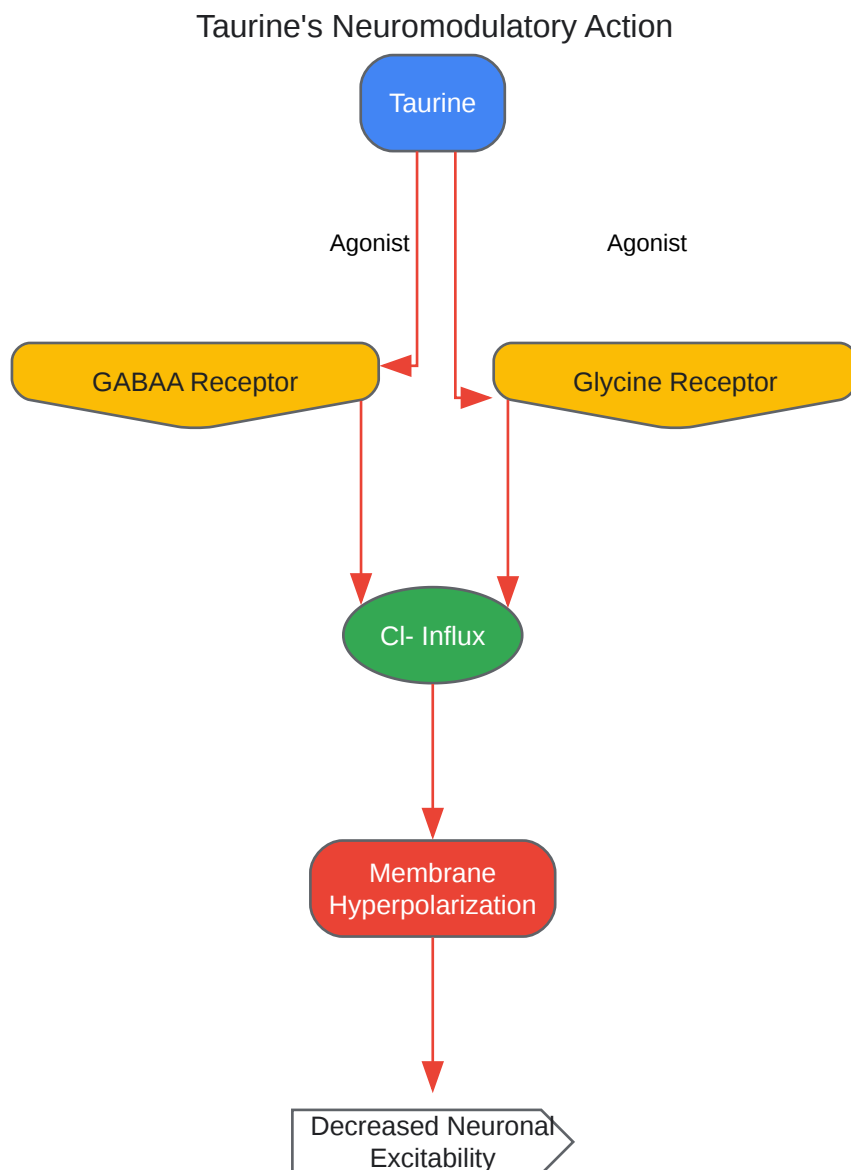 Taurine's Neuromodulatory Action
Taurine
Agonist
Agonist
GABAA Receptor
Glycine Receptor
Cl- Influx
Membrane
Hyperpolarization
Decreased Neuronal
Excitability